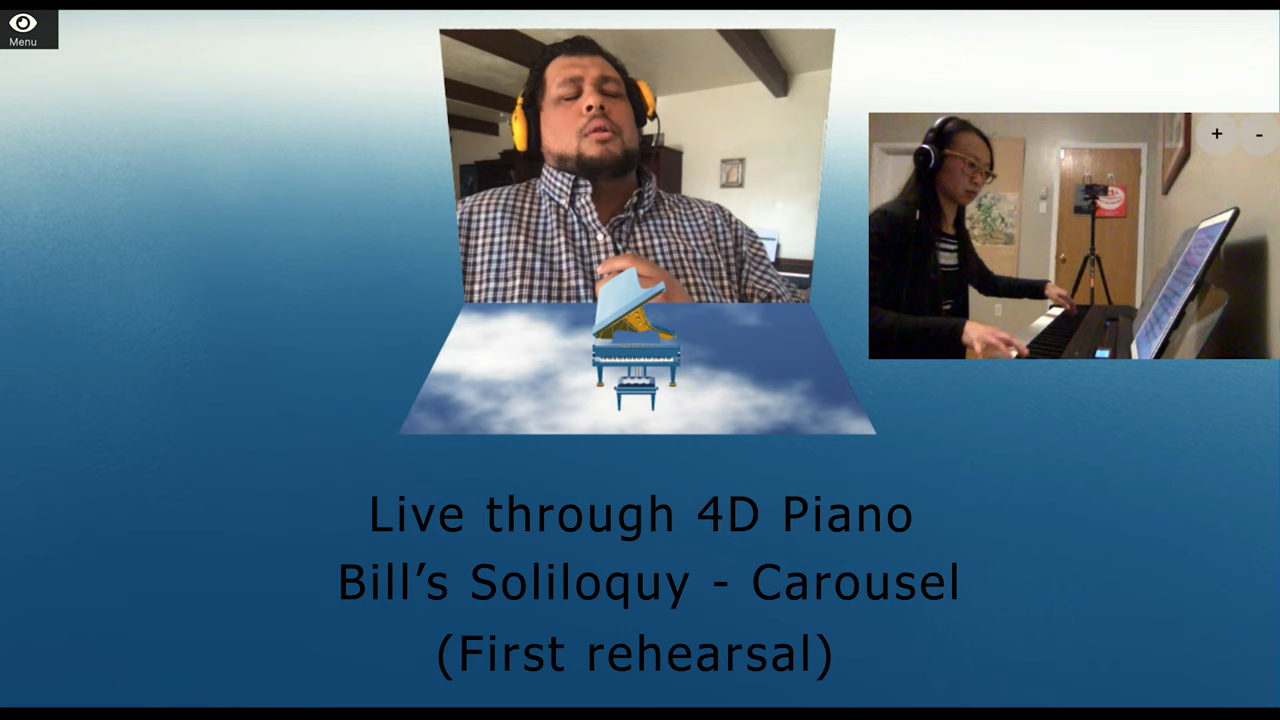 Menu
+ -
Live through 4D Piano
Bill’s Soliloquy - Carousel
(First rehearsal)